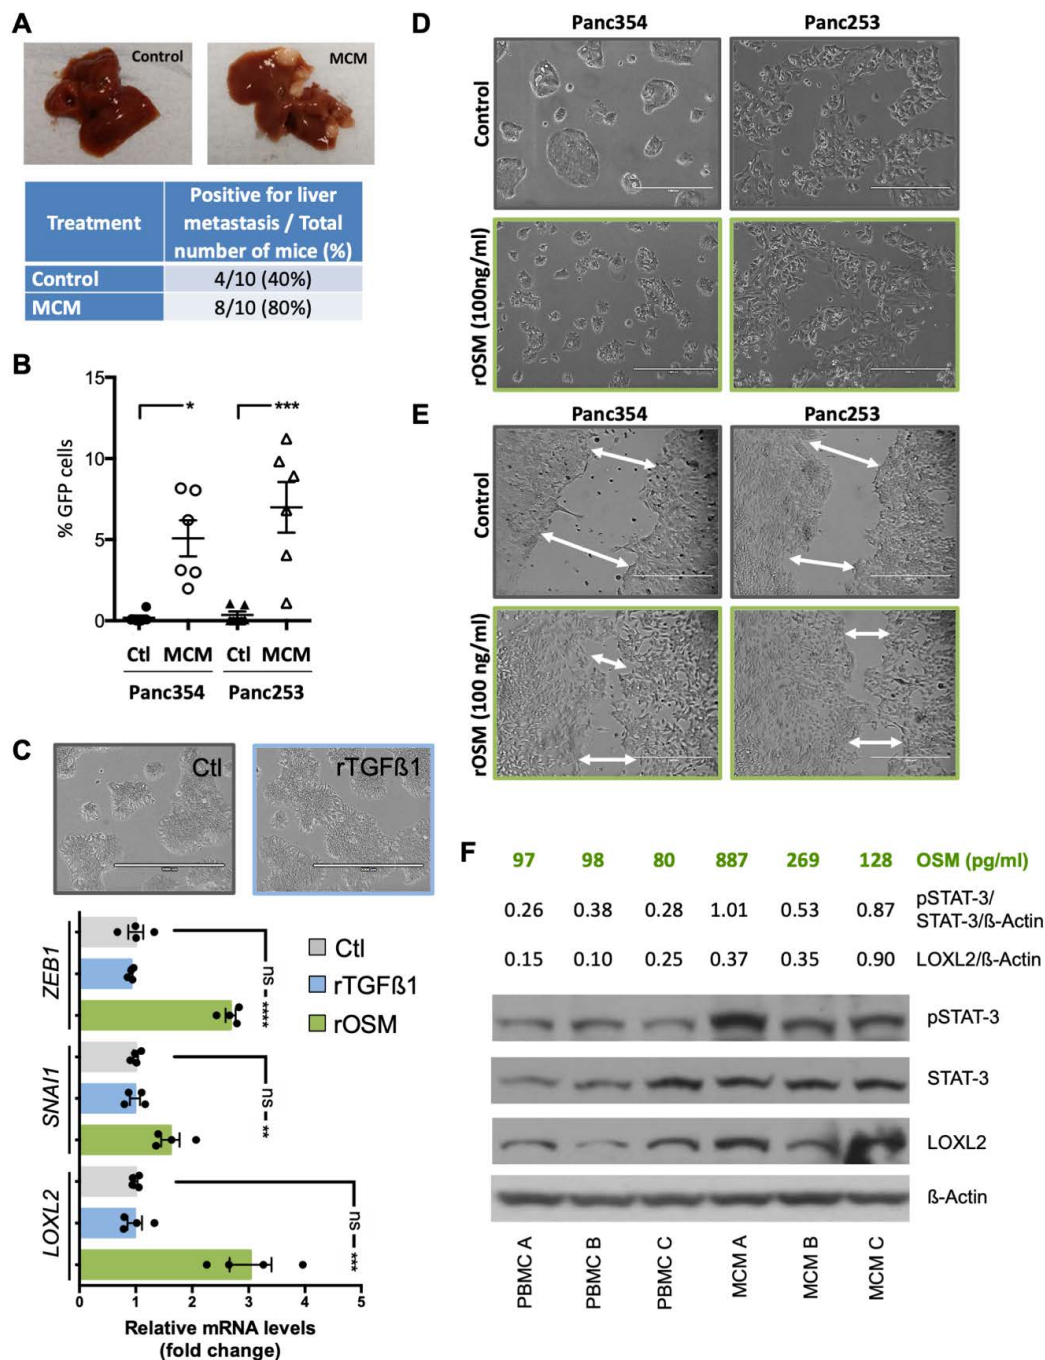 A
Control
MCM
Treatment
Positive for liver
metastasis / Total
number of mice (%)
Control
4/10 (40%)
MCM
8/10 (80%)
B
% GFP cells
15
10
5
0
*
***
Ctl MCM Ctl MCM
Panc354 Panc253
C
Ctl
rTGFß1
ZEB1
SNAI1
LOXL2
ns
****
ns
**
ns
***
Ctl
rTGFß1
rOSM
0 1 2 3 4 5
Relative mRNA levels
(fold change)
D
Panc354 Panc253
Control
rOSM (100ng/ml)
E
Panc354 Panc253
Control
rOSM (100 ng/ml)
F
97 98 80 887 269 128 OSM (pg/ml)
0.26 0.38 0.28 1.01 0.53 0.87 pSTAT-3/
STAT-3/ß-Actin
0.15 0.10 0.25 0.37 0.35 0.90 LOXL2/ß-Actin
pSTAT-3
STAT-3
LOXL2
ß-Actin
PBMC A
PBMC B
PBMC C
MCM A
MCM B
MCM C